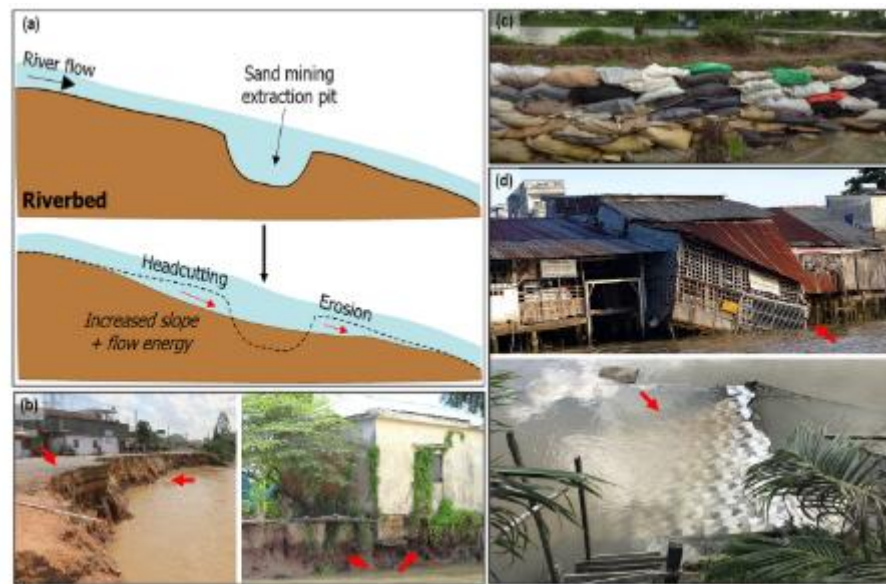 (a)
River flow
Sand mining
extraction pit
Riverbed
Headcutting
Increased slope
+ flow energy
Erosion
(b)
(c)
(d)